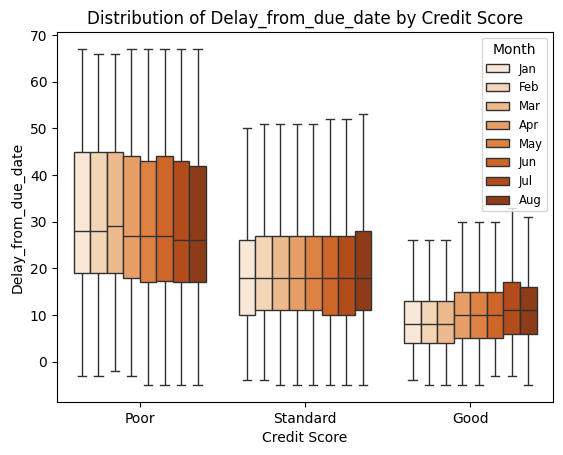 Distribution of Delay_from_due_date by Credit Score
Delay_from_due_date
70
60
50
40
30
20
10
0
Month
Jan
Feb
Mar
Apr
May
Jun
Jul
Aug
Poor
Standard
Good
Credit Score